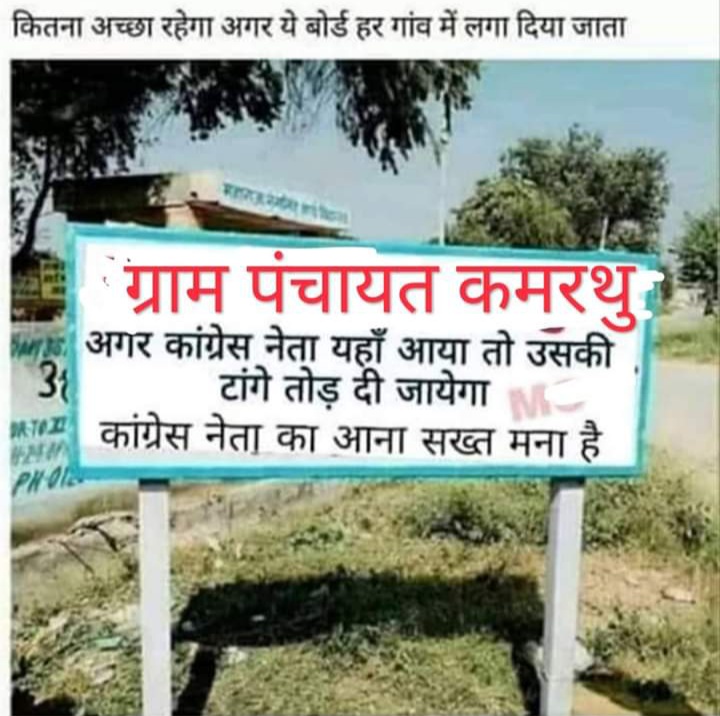 कितना अच्छा रहेगा अगर ये बोर्ड हर गांव में लगा दिया जाता
ग्राम पंचायत कमरथु
अगर कांग्रेस नेता यहाँ आया तो उसकी
टांगे तोड़ दी जायेगा
कांग्रेस नेता का आना सख्त मना है